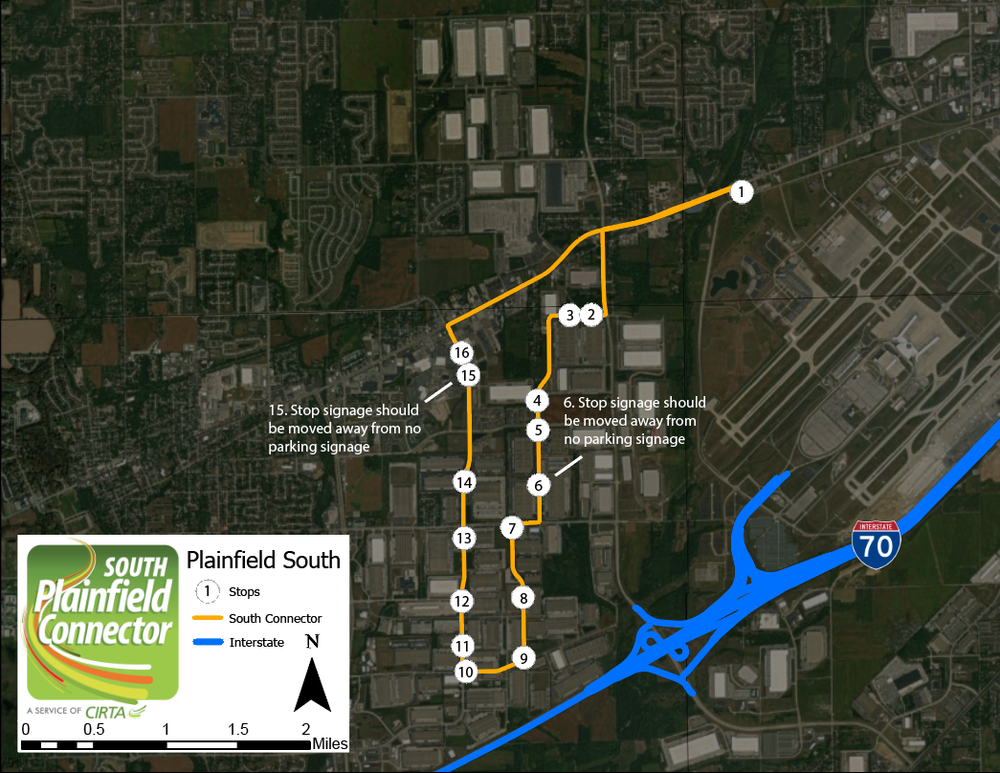 1
3
2
16
15
15. Stop signage should
be moved away from no
parking signage
4
6. Stop signage should
be moved away from
no parking signage
5
14
6
7
13
INTERSTATE
70
8
12
11
9
10
SOUTH
Plainfield
Connector
A SERVICE OF CIRTA
Plainfield South
1 Stops
South Connector
Interstate
N
0 0.5 1 1.5 2
Miles